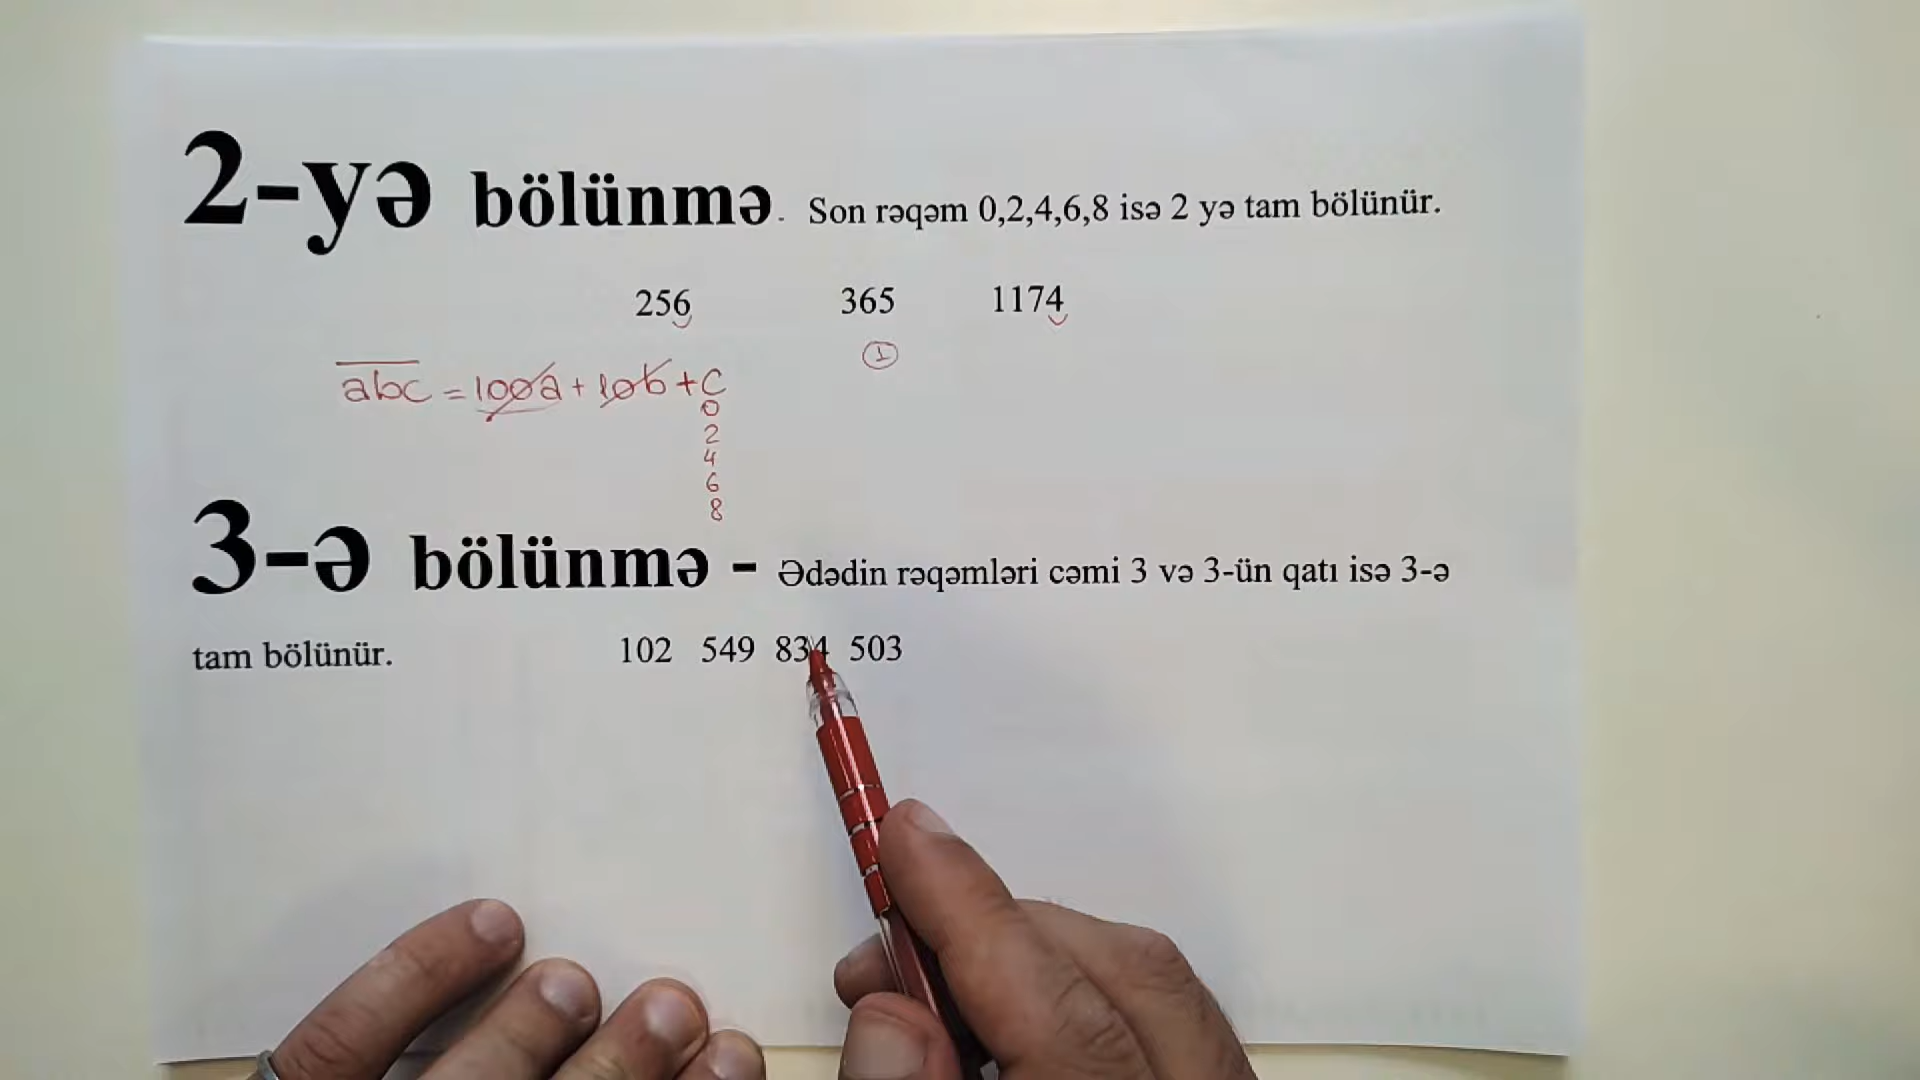 2-yə bölünmə. Son rəqəm 0,2,4,6,8 isə 2 yə tam bölünür.
256 365 1174
1
abc = 100a + 10b + c
0
2
4
6
8
3-ə bölünmə - Ədədin rəqəmləri cəmi 3 və 3-ün qatı isə 3-ə
tam bölünür. 102 549 834 503